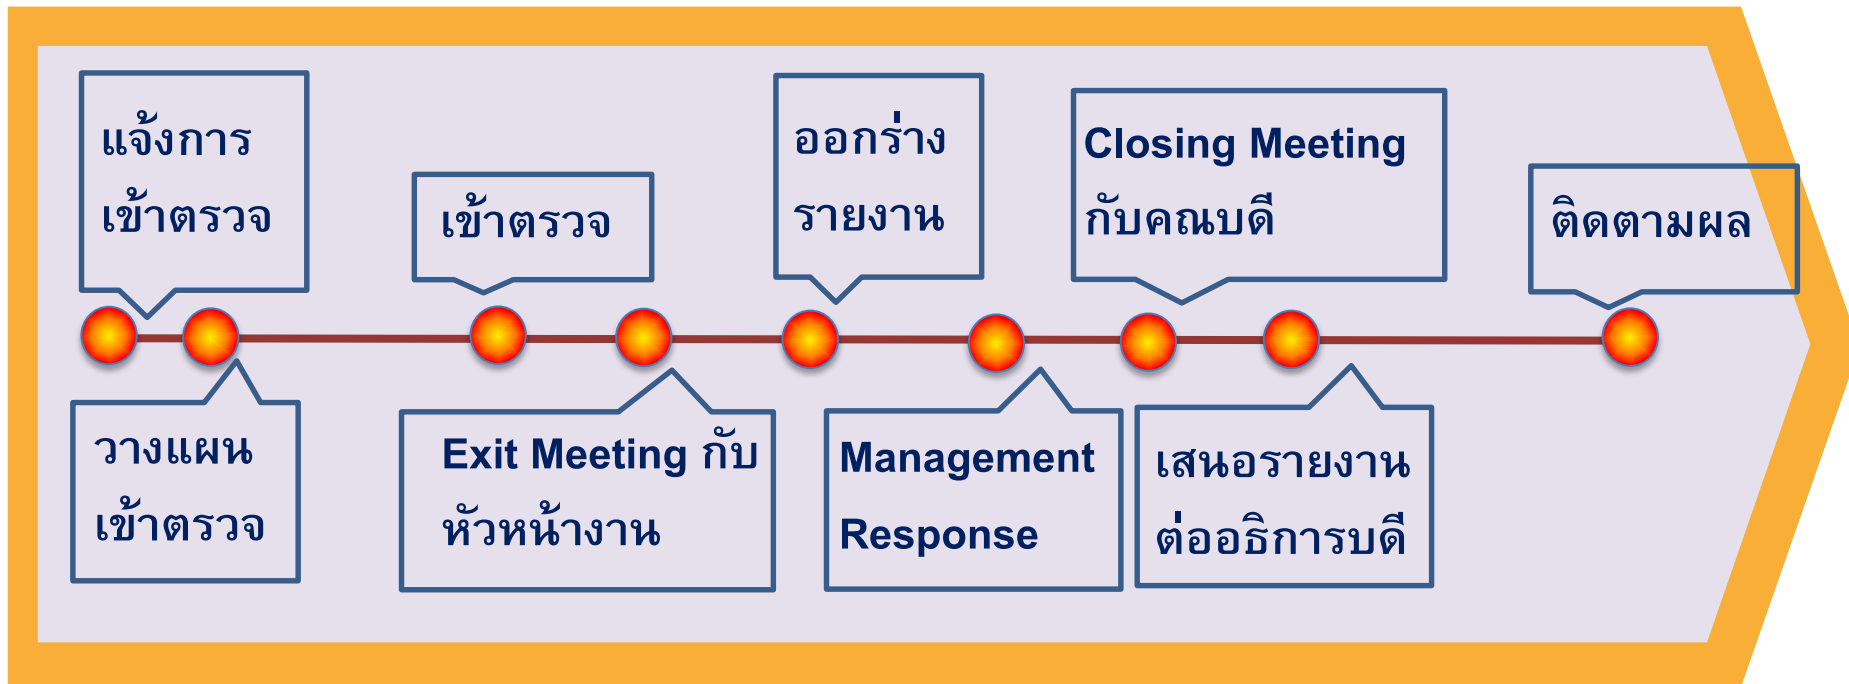 แจ้งการ
เข้าตรวจ
วางแผน
เข้าตรวจ
เข้าตรวจ
Exit Meeting กับ
หัวหน้างาน
ออกร่าง
รายงาน
Management
Response
Closing Meeting
กับคณบดี
เสนอรายงาน
ต่ออธิการบดี
ติดตามผล